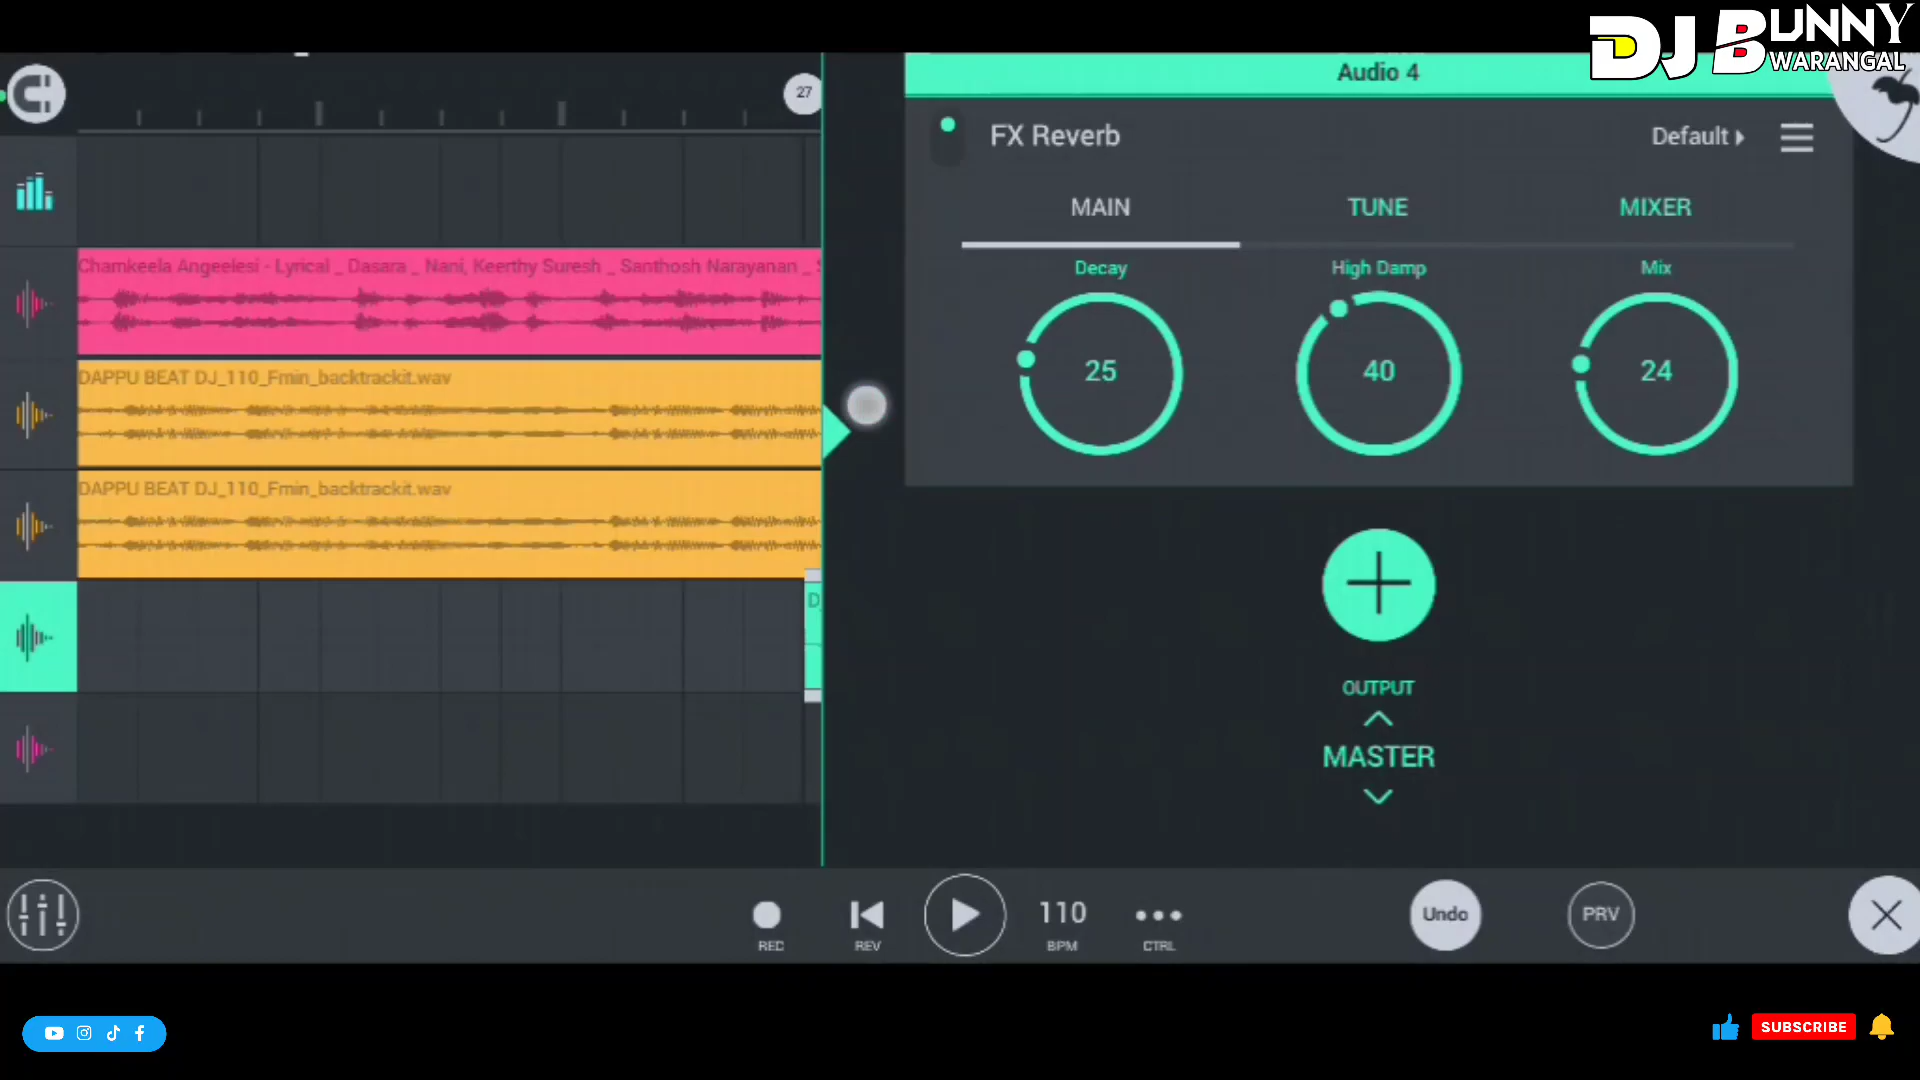 DJ BUNNY
WARANGAL
27
Audio 4
FX Reverb
Default
MAIN
TUNE
MIXER
Chamkeela Angeelesi - Lyrical _ Dasara _ Nani, Keerthy Suresh _ Santhosh Narayanan _ S
Decay
High Damp
Mix
25
40
24
DAPPU BEAT DJ_110_Fmin_backtrackit.wav
DAPPU BEAT DJ_110_Fmin_backtrackit.wav
D
OUTPUT
MASTER
REC
REV
110
BPM
CTRL
Undo
PRV
SUBSCRIBE